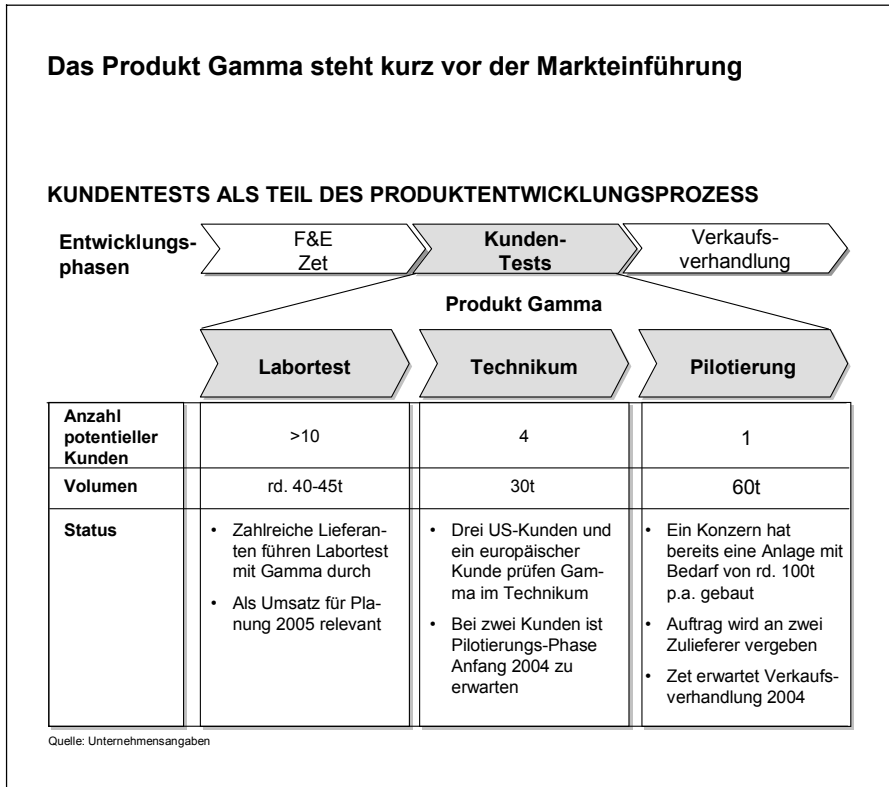 Das Produkt Gamma steht kurz vor der Markteinführung
KUNDENTESTS ALS TEIL DES PRODUKTENTWICKLUNGSPROZESS
Entwicklungs-
phasen
F&E
Zet
Kunden-
Tests
Verkaufs-
verhandlung
Produkt Gamma
Labortest
Technikum
Pilotierung
Anzahl
potentieller
Kunden
>10
4
1
Volumen
rd. 40-45t
30t
60t
Status
• Zahlreiche Lieferan-
ten führen Labortest
mit Gamma durch
• Als Umsatz für Pla-
nung 2005 relevant
• Drei US-Kunden und
ein europäischer
Kunde prüfen Gam-
ma im Technikum
• Bei zwei Kunden ist
Pilotierungs-Phase
Anfang 2004 zu
erwarten
• Ein Konzern hat
bereits eine Anlage mit
Bedarf von rd. 100t
p.a. gebaut
• Auftrag wird an zwei
Zulieferer vergeben
• Zet erwartet Verkaufs-
verhandlung 2004
Quelle: Unternehmensangaben